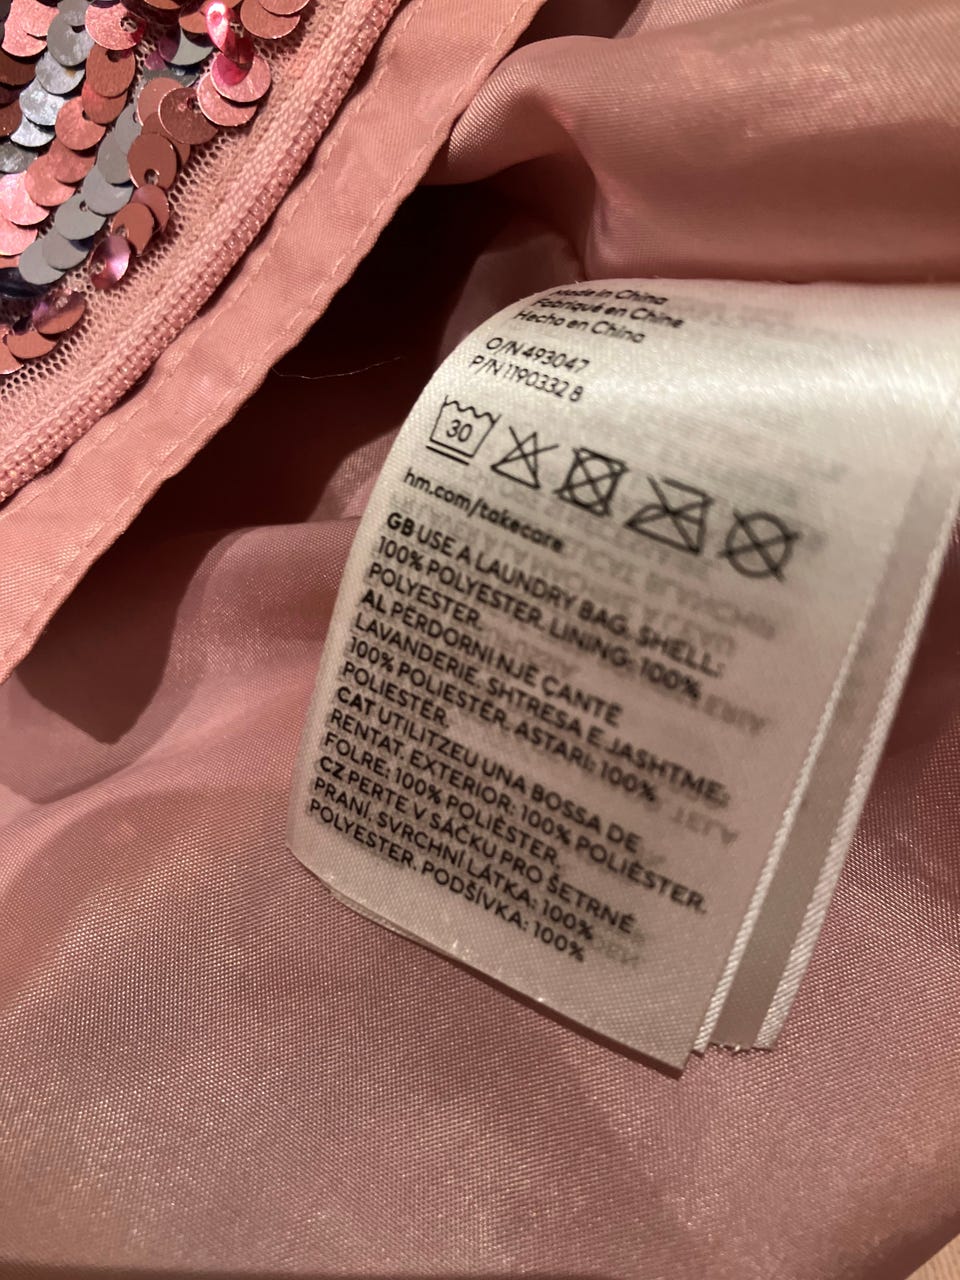 Made in China
Fabriqué en Chine
Hecho en China
O/N 493047
P/N 1190332 8
30
hm.com/takecare
GB USE A LAUNDRY BAG. SHELL:
100% POLYESTER. LINING: 100%
POLYESTER.
AL PËRDORNI NJË ÇANTË
LAVANDERIE. SHTRESA E JASHTME:
100% POLIESTËR. ASTARI: 100%
POLIESTËR.
CAT UTILITZEU UNA BOSSA DE
RENTAT. EXTERIOR: 100% POLIÈSTER.
FOLRE: 100% POLIÈSTER.
CZ PERTE V SÁČKU PRO ŠETRNÉ
PRANÍ. SVRCHNÍ LÁTKA: 100%
POLYESTER. PODŠÍVKA: 100%